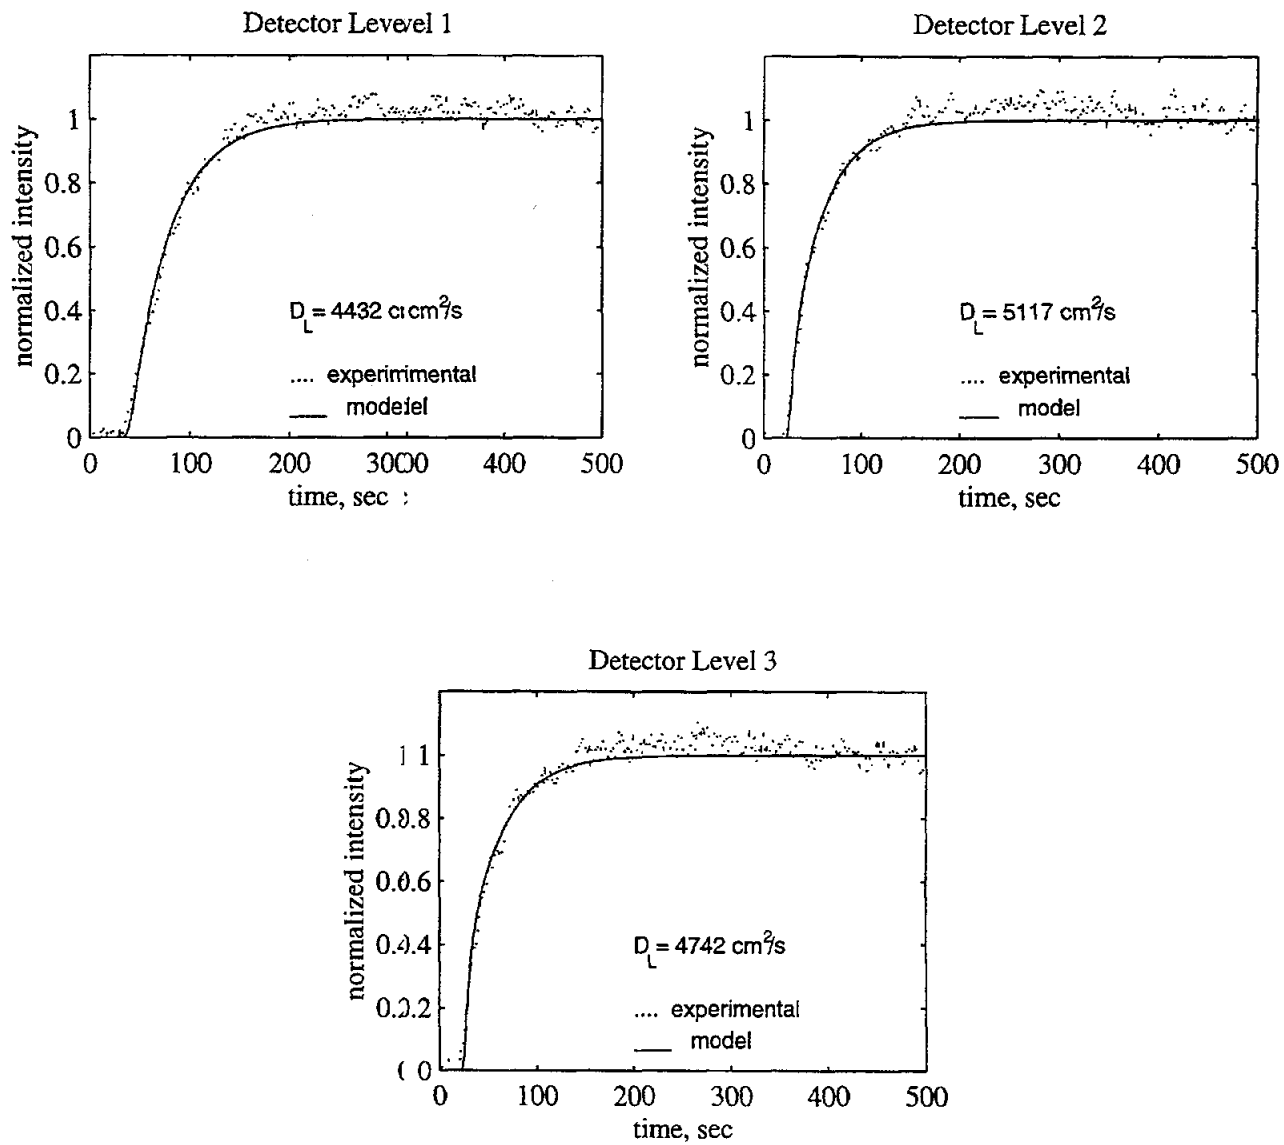 Detector Levevel 1
normalized intensity
1
0.8
0.6
0.4
0.2
0
D_L = 4432 cıcm²/s
.... experimimental
___ modelel
0 100 200 30000 400 500
time, sec :
Detector Level 2
normalized intensity
1
0.8
0.6
0.4
0.2
0
D_L = 5117 cm²/s
.... experimental
___ model
0 100 200 300 400 500
time, sec
Detector Level 3
normalized intensity
1 1
0.8.8
0.6.6
0.4.4
0.2.2
( 0
D_L = 4742 cm²/s
.... experimental
___ model
0 100 200 300 400 500
time, sec